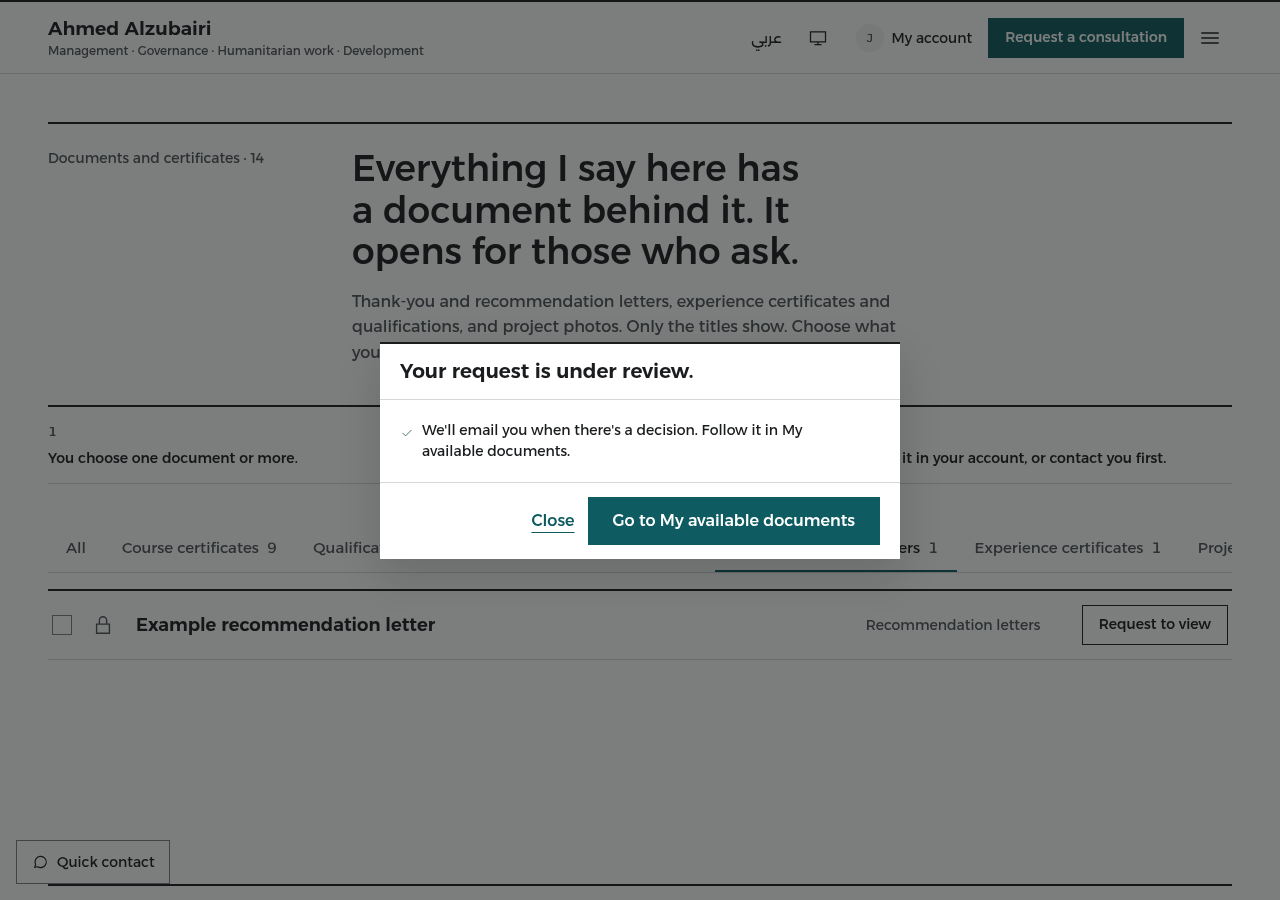 Ahmed Alzubairi
Management · Governance · Humanitarian work · Development
عربي
J
My account
Request a consultation
Documents and certificates · 14
Everything I say here has
a document behind it. It
opens for those who ask.
Thank-you and recommendation letters, experience certificates and
qualifications, and project photos. Only the titles show. Choose what
you
Your request is under review.
We'll email you when there's a decision. Follow it in My
available documents.
Close
Go to My available documents
1
You choose one document or more.
it in your account, or contact you first.
All
Course certificates 9
Qualifica
ers 1
Experience certificates 1
Proje
Example recommendation letter
Recommendation letters
Request to view
Quick contact